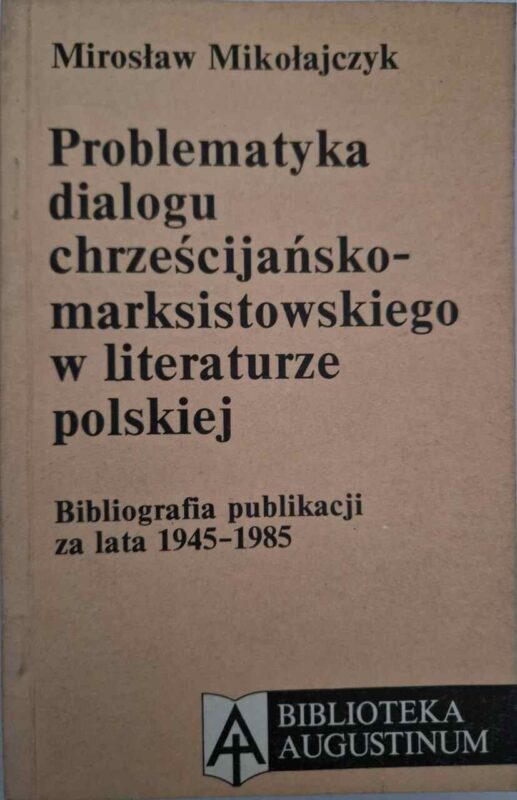 Mirosław Mikołajczyk
Problematyka
dialogu
chrześcijańsko-
marksistowskiego
w literaturze
polskiej
Bibliografia publikacji
za lata 1945-1985
BIBLIOTEKA
AUGUSTINUM